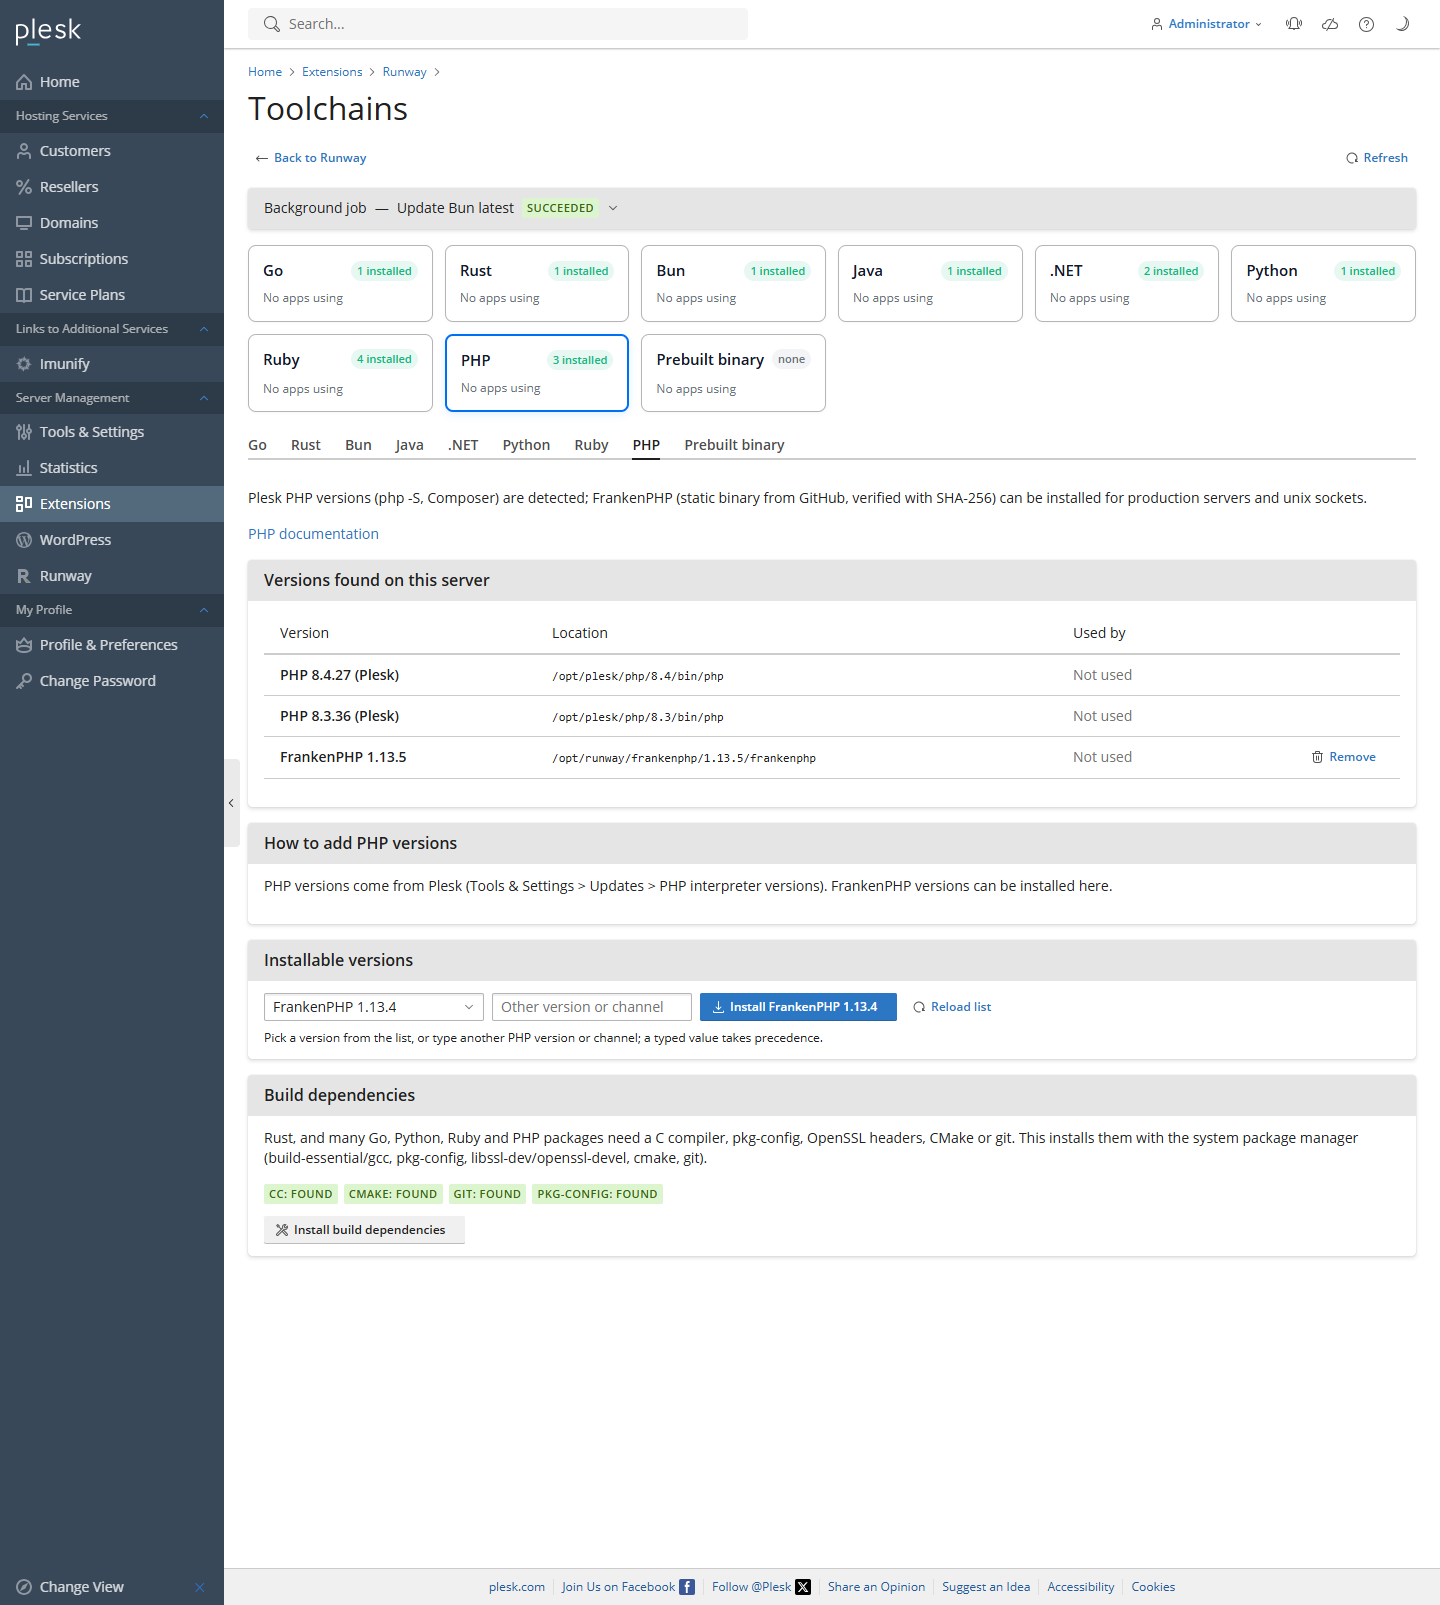 plesk
Search...
Administrator
Home
Hosting Services
Customers
Resellers
Domains
Subscriptions
Service Plans
Links to Additional Services
Imunify
Server Management
Tools & Settings
Statistics
Extensions
WordPress
Runway
My Profile
Profile & Preferences
Change Password
Change View
Home > Extensions > Runway >
Toolchains
Back to Runway
Refresh
Background job — Update Bun latest SUCCEEDED
Go 1 installed
No apps using
Rust 1 installed
No apps using
Bun 1 installed
No apps using
Java 1 installed
No apps using
.NET 2 installed
No apps using
Python 1 installed
No apps using
Ruby 4 installed
No apps using
PHP 3 installed
No apps using
Prebuilt binary none
No apps using
Go Rust Bun Java .NET Python Ruby PHP Prebuilt binary
Plesk PHP versions (php -S, Composer) are detected; FrankenPHP (static binary from GitHub, verified with SHA-256) can be installed for production servers and unix sockets.
PHP documentation
Versions found on this server
Version Location Used by
PHP 8.4.27 (Plesk) /opt/plesk/php/8.4/bin/php Not used
PHP 8.3.36 (Plesk) /opt/plesk/php/8.3/bin/php Not used
FrankenPHP 1.13.5 /opt/runway/frankenphp/1.13.5/frankenphp Not used Remove
How to add PHP versions
PHP versions come from Plesk (Tools & Settings > Updates > PHP interpreter versions). FrankenPHP versions can be installed here.
Installable versions
FrankenPHP 1.13.4 Other version or channel Install FrankenPHP 1.13.4 Reload list
Pick a version from the list, or type another PHP version or channel; a typed value takes precedence.
Build dependencies
Rust, and many Go, Python, Ruby and PHP packages need a C compiler, pkg-config, OpenSSL headers, CMake or git. This installs them with the system package manager
(build-essential/gcc, pkg-config, libssl-dev/openssl-devel, cmake, git).
CC: FOUND CMAKE: FOUND GIT: FOUND PKG-CONFIG: FOUND
Install build dependencies
plesk.com Join Us on Facebook Follow @Plesk Share an Opinion Suggest an Idea Accessibility Cookies